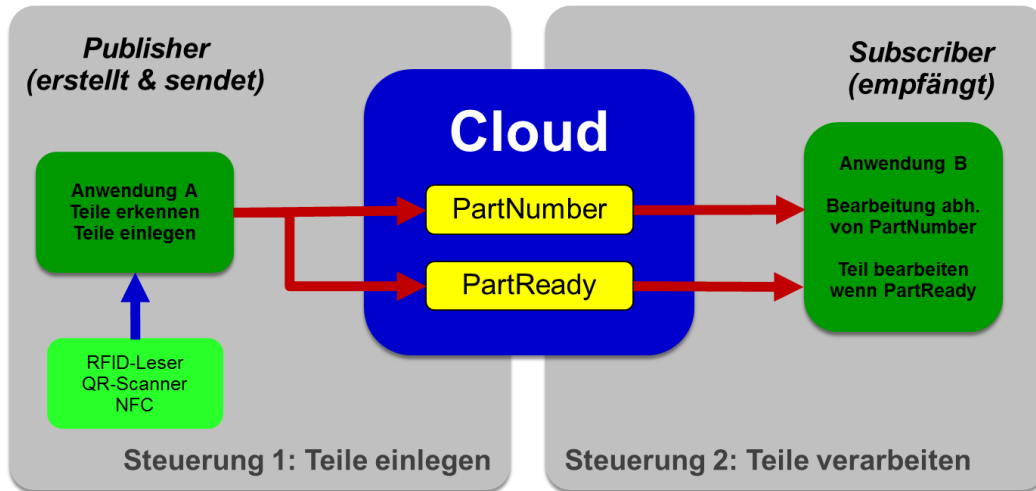 Publisher
(erstellt & sendet)
Anwendung A
Teile erkennen
Teile einlegen
RFID-Leser
QR-Scanner
NFC
Steuerung 1: Teile einlegen
Cloud
PartNumber
PartReady
Subscriber
(empfängt)
Anwendung B
Bearbeitung abh.
von PartNumber
Teil bearbeiten
wenn PartReady
Steuerung 2: Teile verarbeiten